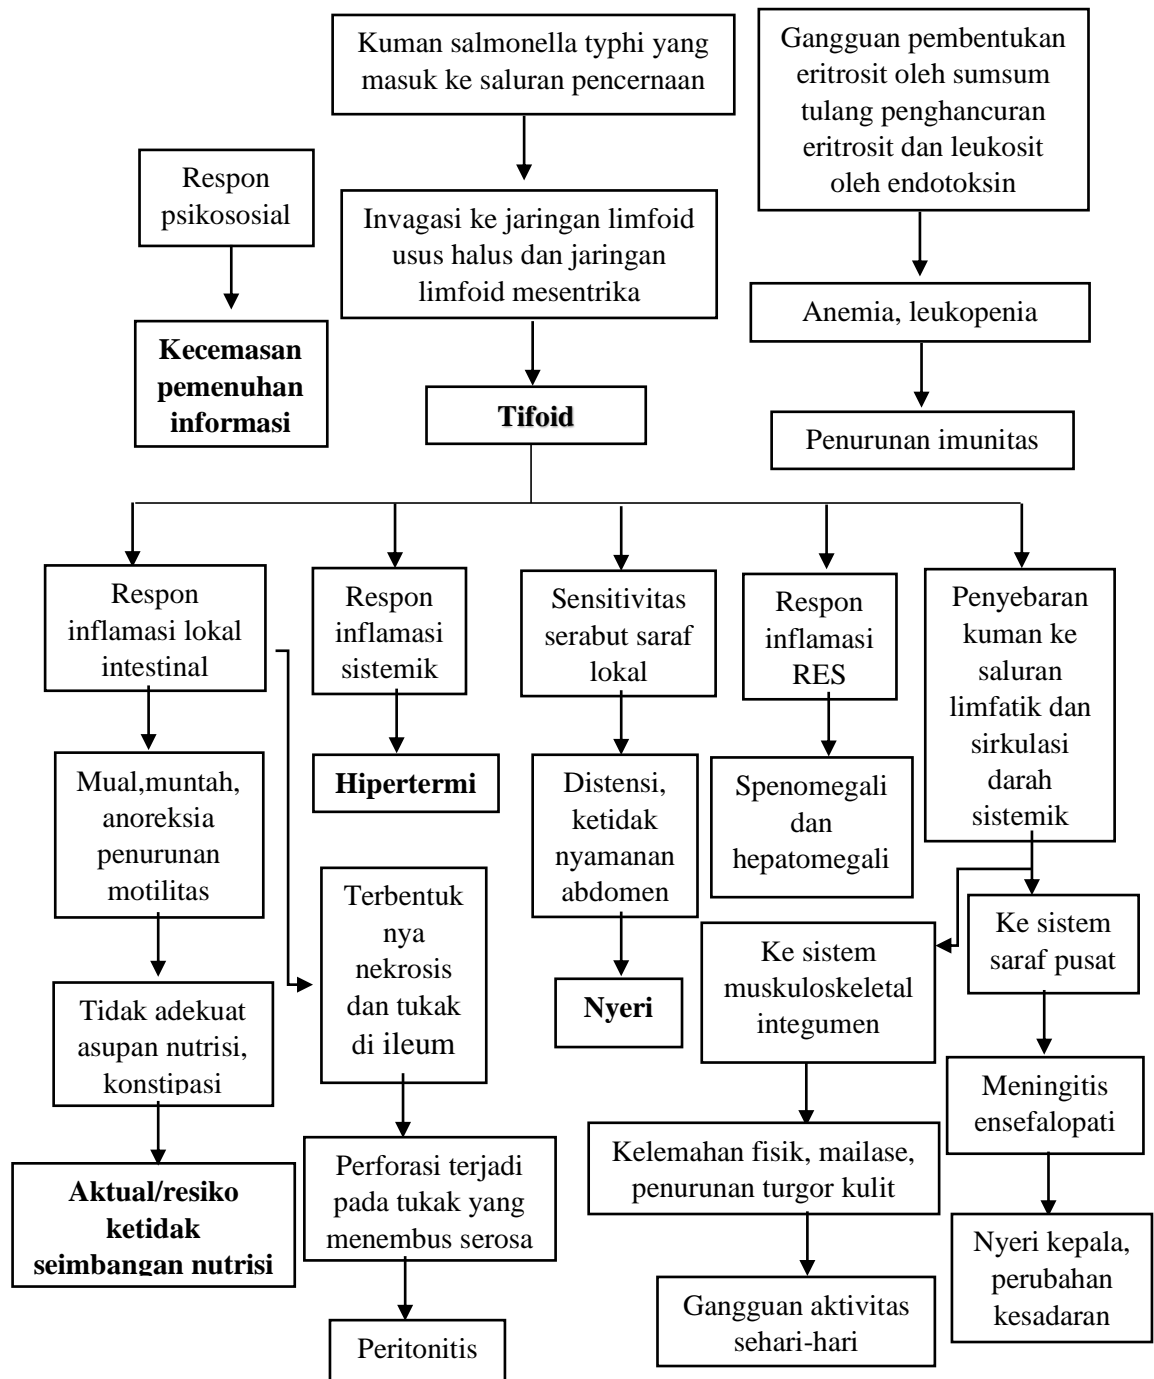 Kuman salmonella typhi yang
masuk ke saluran pencernaan
Gangguan pembentukan
eritrosit oleh sumsum
tulang penghancuran
eritrosit dan leukosit
oleh endotoksin
Respon
psikososial
Invagasi ke jaringan limfoid
usus halus dan jaringan
limfoid mesentrika
Anemia, leukopenia
Kecemasan
pemenuhan
informasi
Tifoid
Penurunan imunitas
Respon
inflamasi lokal
intestinal
Respon
inflamasi
sistemik
Sensitivitas
serabut saraf
lokal
Respon
inflamasi
RES
Penyebaran
kuman ke
saluran
limfatik dan
sirkulasi
darah
sistemik
Mual,muntah,
anoreksia
penurunan
motilitas
Hipertermi
Distensi,
ketidak
nyamanan
abdomen
Spenomegali
dan
hepatomegali
Terbentuk
nya
nekrosis
dan tukak
di ileum
Ke sistem
muskuloskeletal
integumen
Ke sistem
saraf pusat
Tidak adekuat
asupan nutrisi,
konstipasi
Nyeri
Meningitis
ensefalopati
Aktual/resiko
ketidak
seimbangan nutrisi
Perforasi terjadi
pada tukak yang
menembus serosa
Kelemahan fisik, mailase,
penurunan turgor kulit
Nyeri kepala,
perubahan
kesadaran
Peritonitis
Gangguan aktivitas
sehari-hari